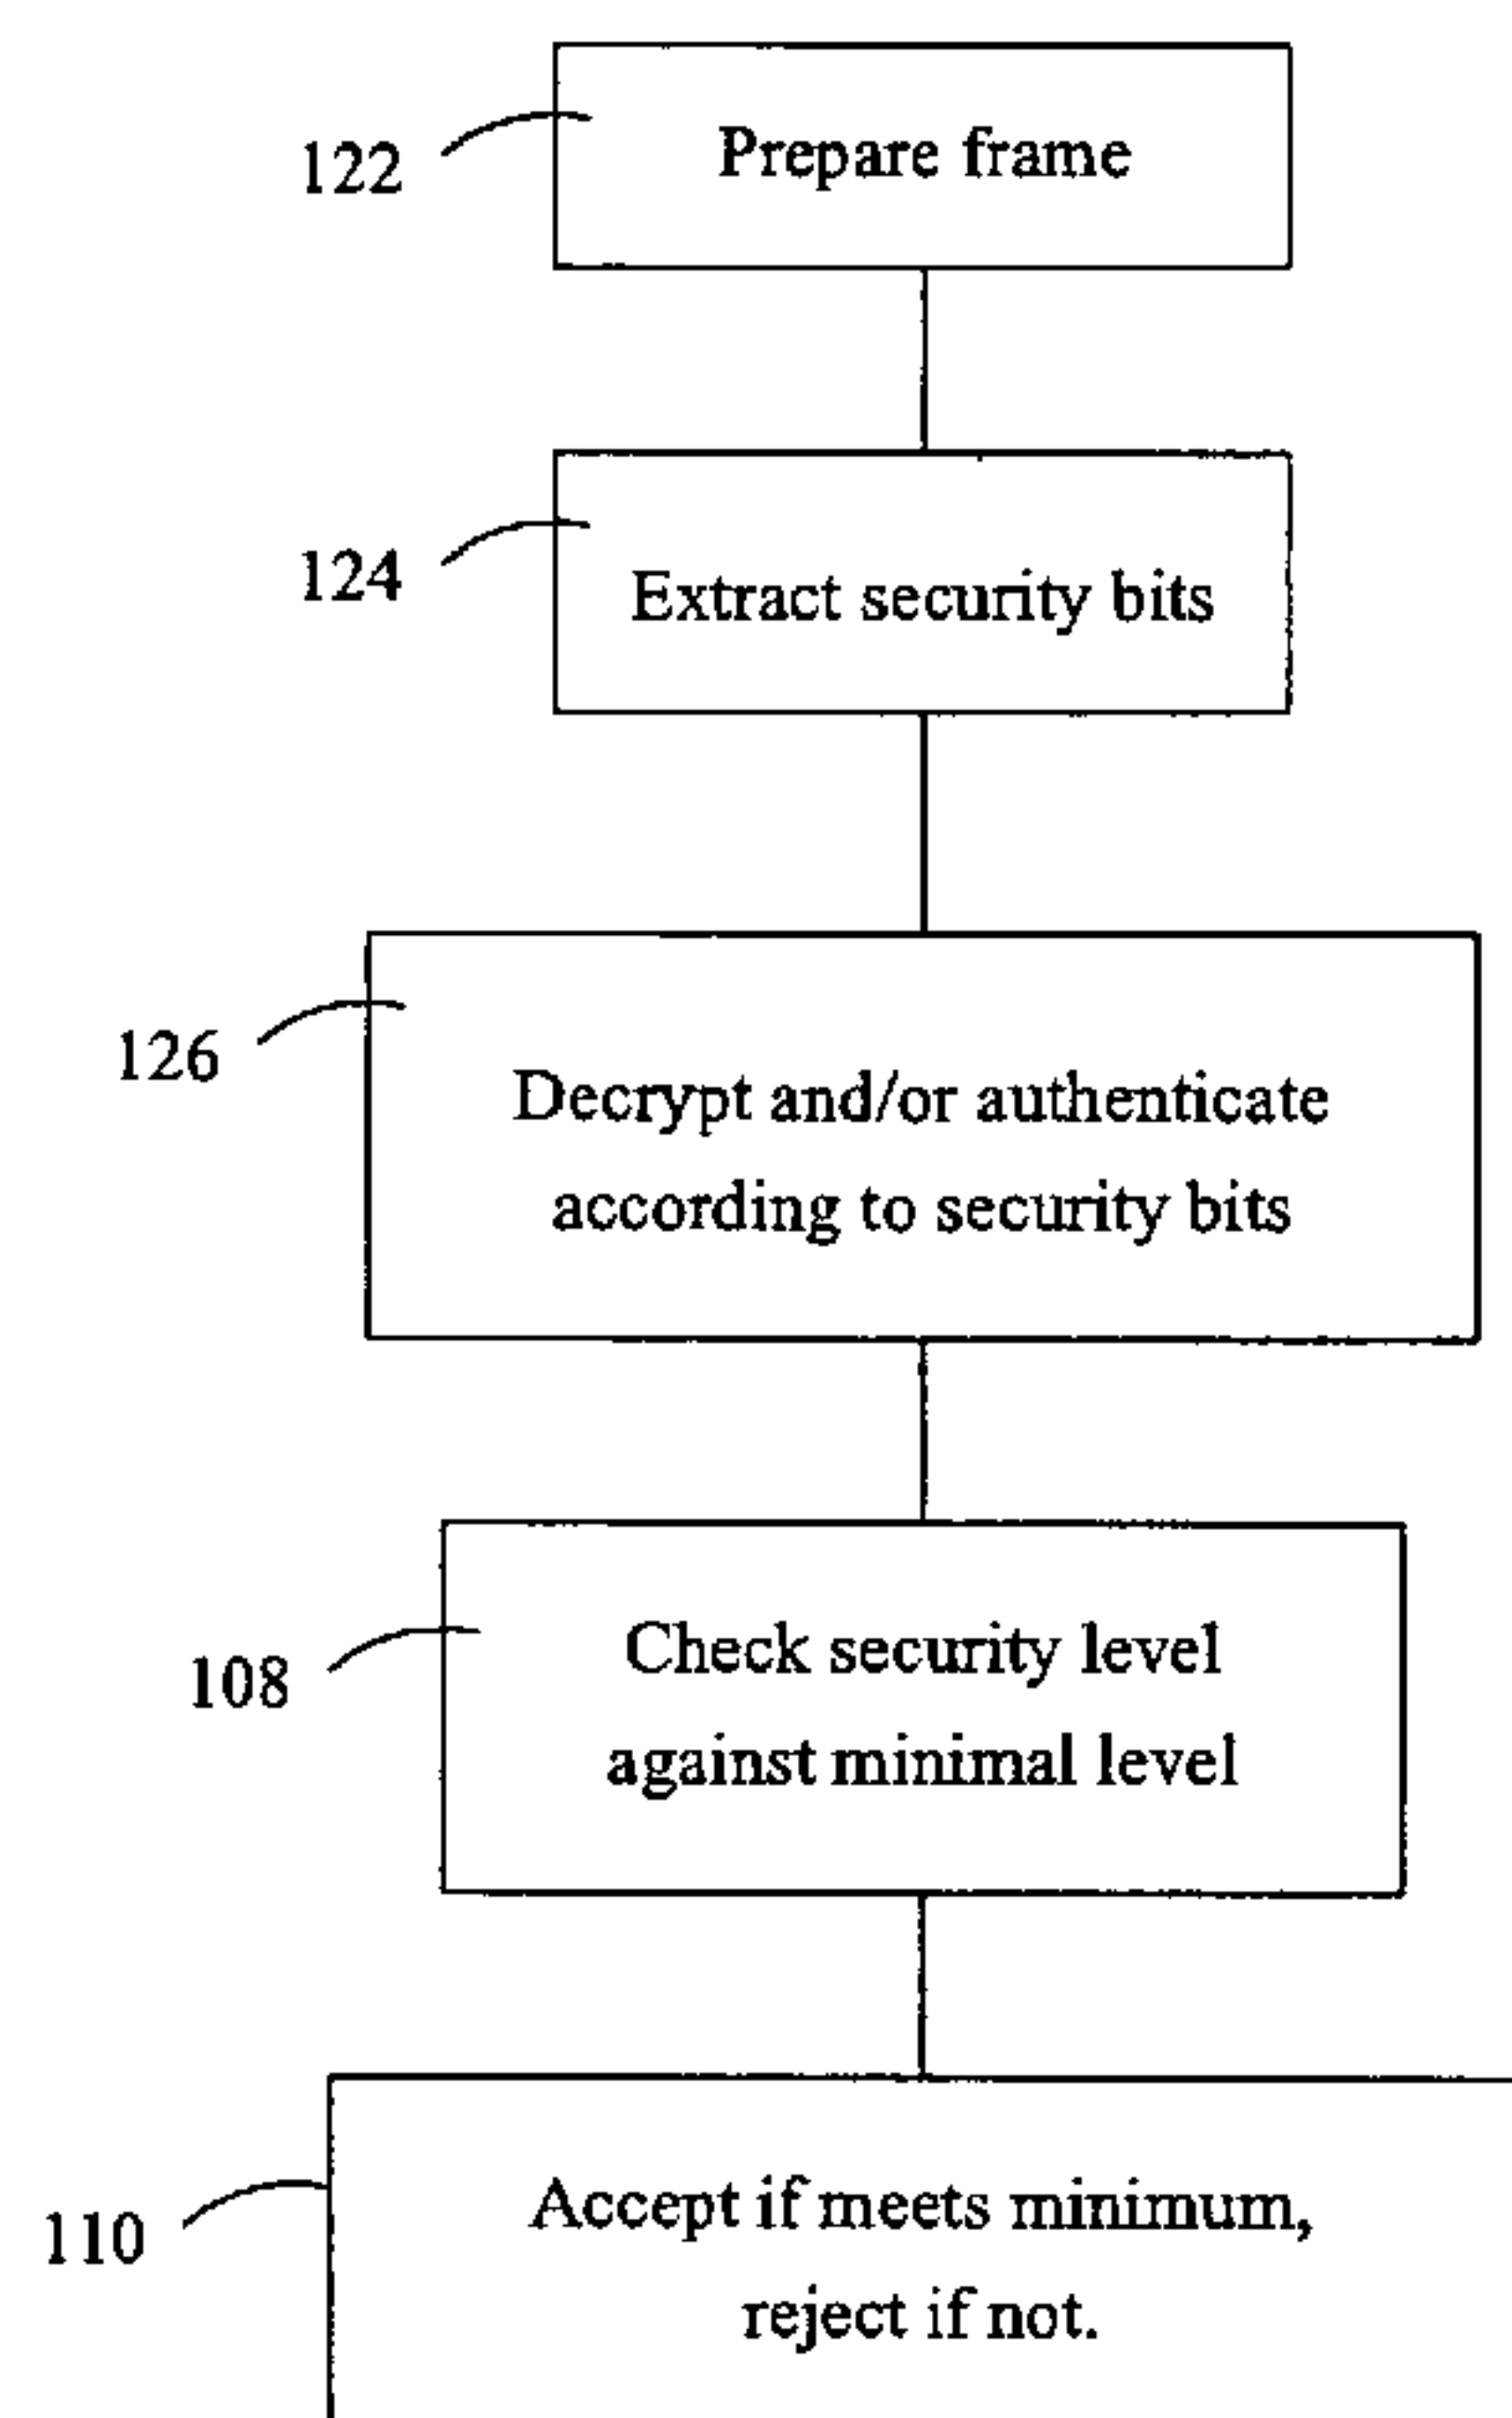 122
Prepare frame
124
Extract security bits
126
Decrypt and/or authenticate
according to security bits
108
Check security level
against minimal level
110
Accept if meets minimum,
reject if not.